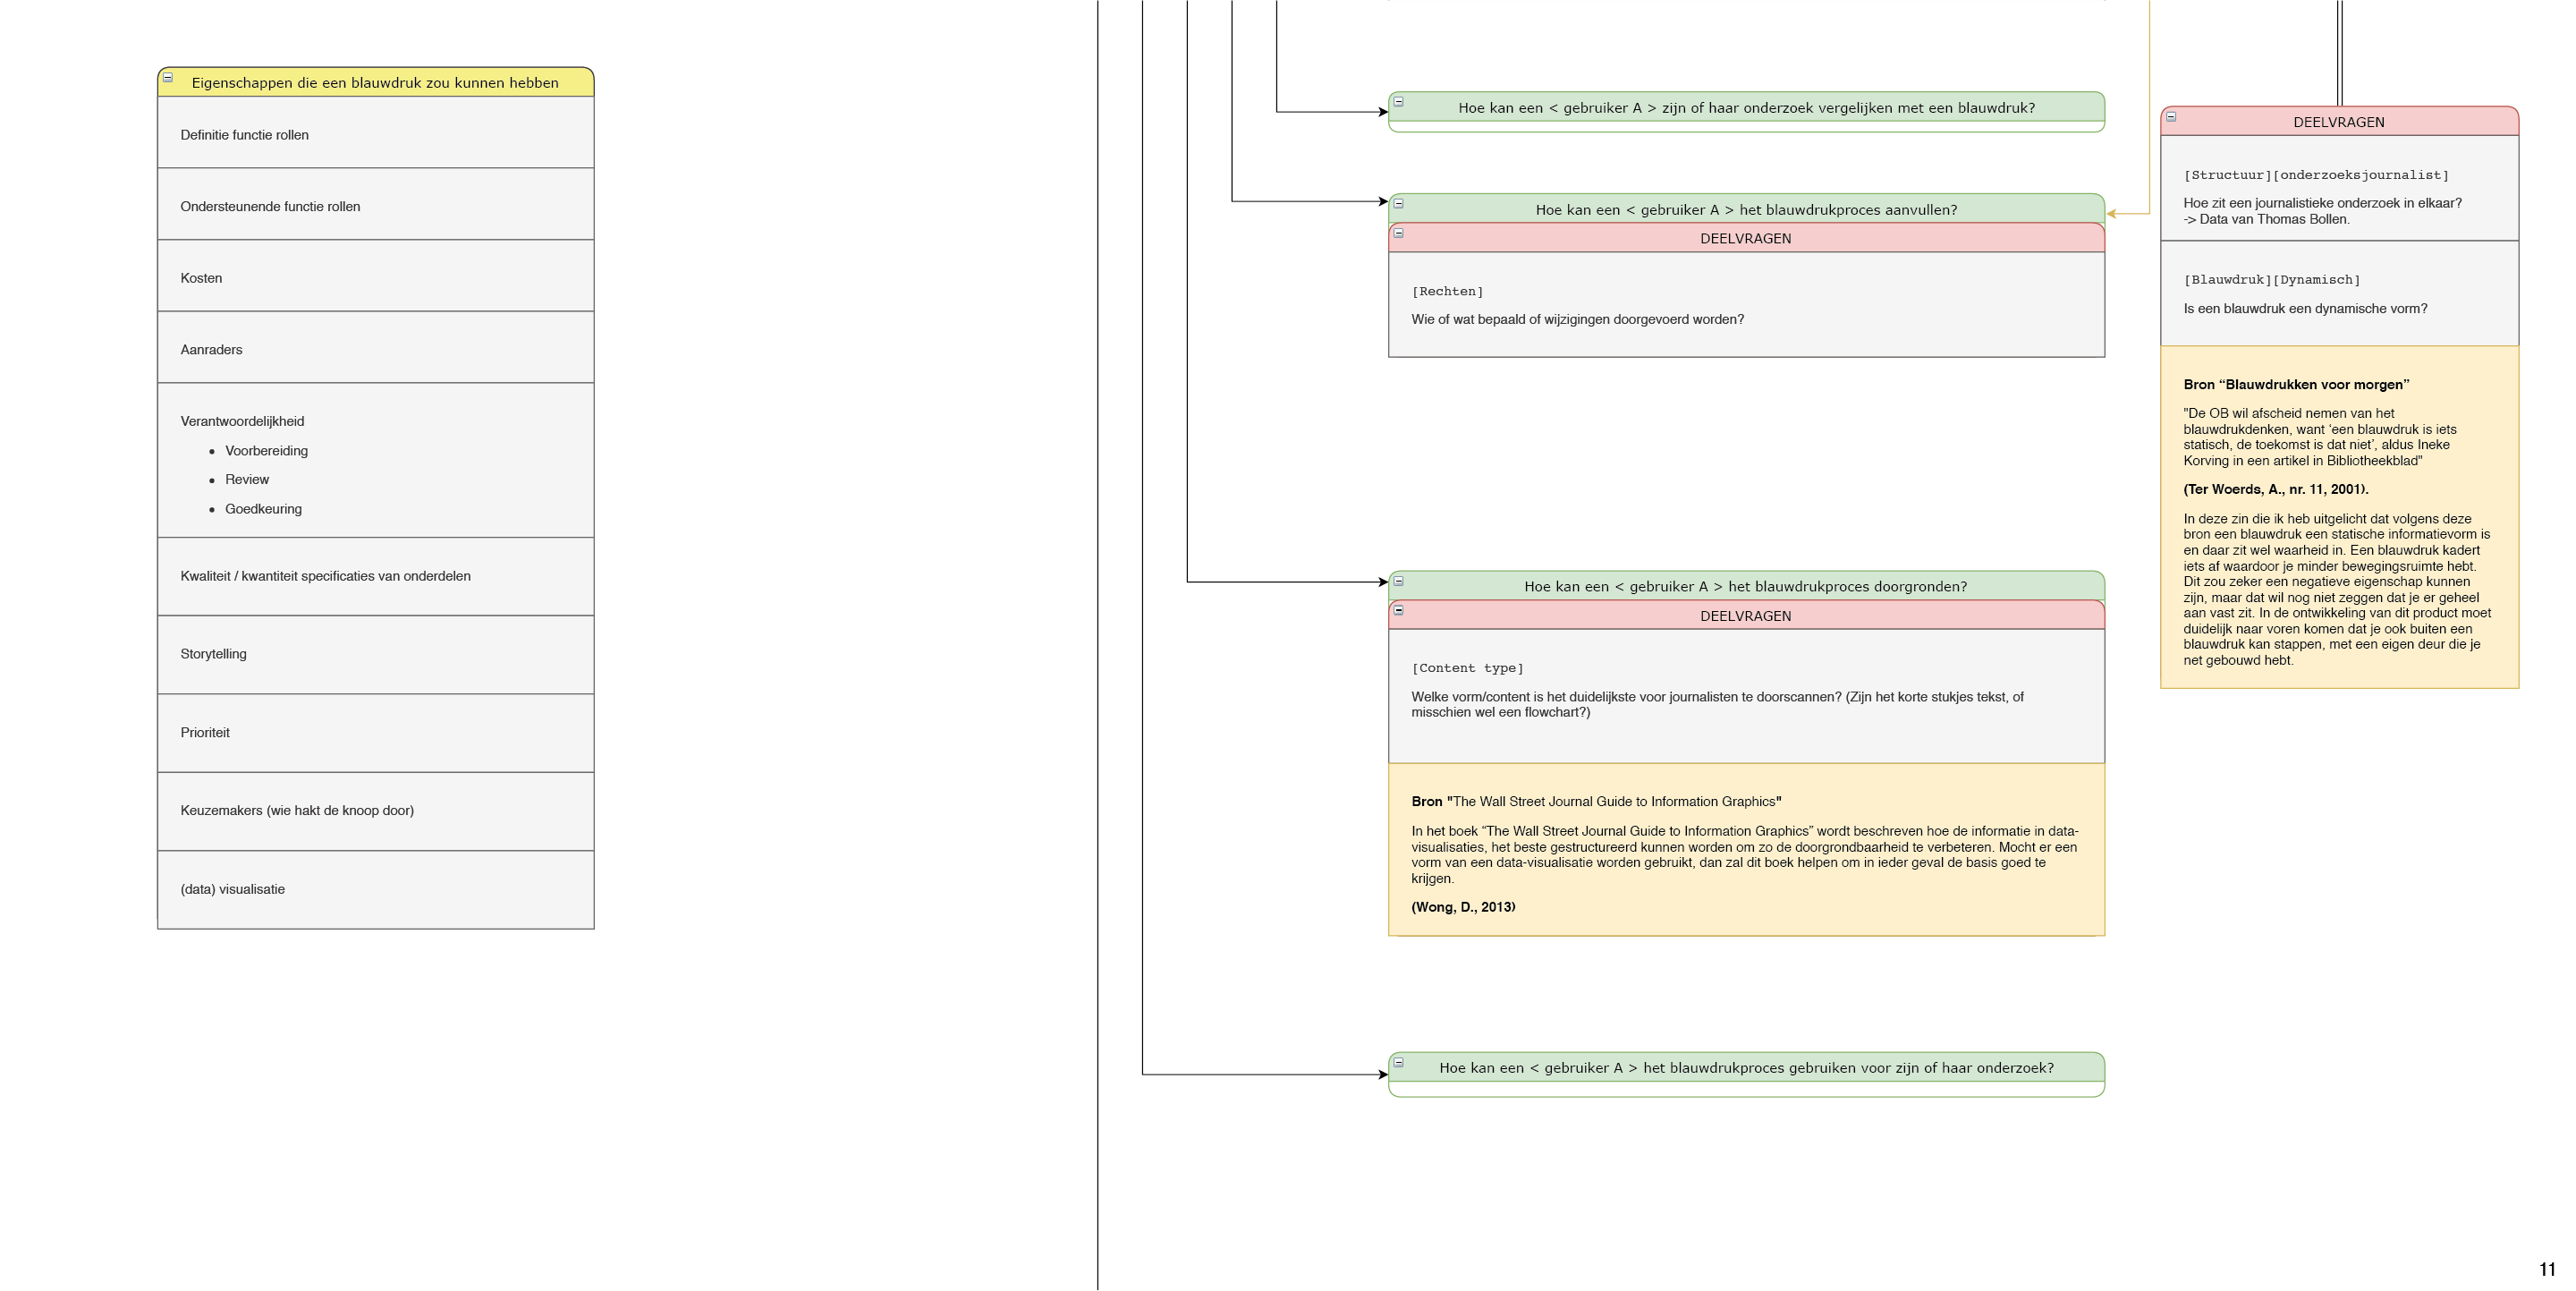 Eigenschappen die een blauwdruk zou kunnen hebben
Definitie functie rollen
Ondersteunende functie rollen
Kosten
Aanraders
Verantwoordelijkheid
• Voorbereiding
• Review
• Goedkeuring
Kwaliteit / kwantiteit specificaties van onderdelen
Storytelling
Prioriteit
Keuzemakers (wie hakt de knoop door)
(data) visualisatie
Hoe kan een < gebruiker A > zijn of haar onderzoek vergelijken met een blauwdruk?
Hoe kan een < gebruiker A > het blauwdrukproces aanvullen?
DEELVRAGEN
[Rechten]
Wie of wat bepaald of wijzigingen doorgevoerd worden?
Hoe kan een < gebruiker A > het blauwdrukproces doorgronden?
DEELVRAGEN
[Content type]
Welke vorm/content is het duidelijkste voor journalisten te doorscannen? (Zijn het korte stukjes tekst, of
misschien wel een flowchart?)
Bron "The Wall Street Journal Guide to Information Graphics"
In het boek “The Wall Street Journal Guide to Information Graphics” wordt beschreven hoe de informatie in data-
visualisaties, het beste gestructureerd kunnen worden om zo de doorgrondbaarheid te verbeteren. Mocht er een
vorm van een data-visualisatie worden gebruikt, dan zal dit boek helpen om in ieder geval de basis goed te
krijgen.
(Wong, D., 2013)
Hoe kan een < gebruiker A > het blauwdrukproces gebruiken voor zijn of haar onderzoek?
DEELVRAGEN
[Structuur][onderzoeksjournalist]
Hoe zit een journalistieke onderzoek in elkaar?
-> Data van Thomas Bollen.
[Blauwdruk][Dynamisch]
Is een blauwdruk een dynamische vorm?
Bron “Blauwdrukken voor morgen”
"De OB wil afscheid nemen van het
blauwdrukdenken, want ‘een blauwdruk is iets
statisch, de toekomst is dat niet’, aldus Ineke
Korving in een artikel in Bibliotheekblad"
(Ter Woerds, A., nr. 11, 2001).
In deze zin die ik heb uitgelicht dat volgens deze
bron een blauwdruk een statische informatievorm is
en daar zit wel waarheid in. Een blauwdruk kadert
iets af waardoor je minder bewegingsruimte hebt.
Dit zou zeker een negatieve eigenschap kunnen
zijn, maar dat wil nog niet zeggen dat je er geheel
aan vast zit. In de ontwikkeling van dit product moet
duidelijk naar voren komen dat je ook buiten een
blauwdruk kan stappen, met een eigen deur die je
net gebouwd hebt.
11